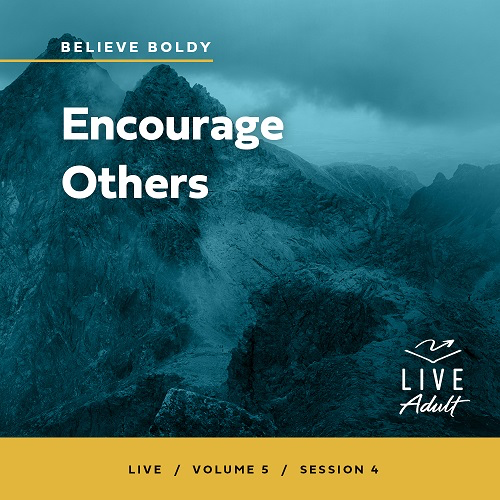 BELIEVE BOLDY
Encourage
Others
LIVE
Adult
LIVE / VOLUME 5 / SESSION 4